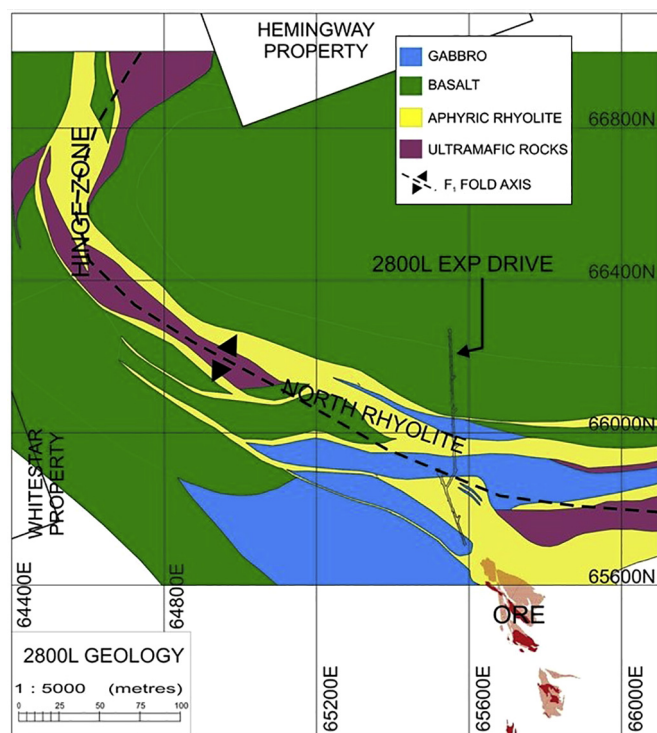 HEMINGWAY
PROPERTY
GABBRO
BASALT
APHYRIC RHYOLITE
ULTRAMAFIC ROCKS
F₁ FOLD AXIS
66800N
HINGE ZONE
2800L EXP DRIVE
66400N
NORTH RHYOLITE
66000N
WHITESTAR
PROPERTY
65600N
64400E
64800E
ORE
65200E
65600E
66000E
2800L GEOLOGY
1 : 5000 (metres)
0 25 50 75 100